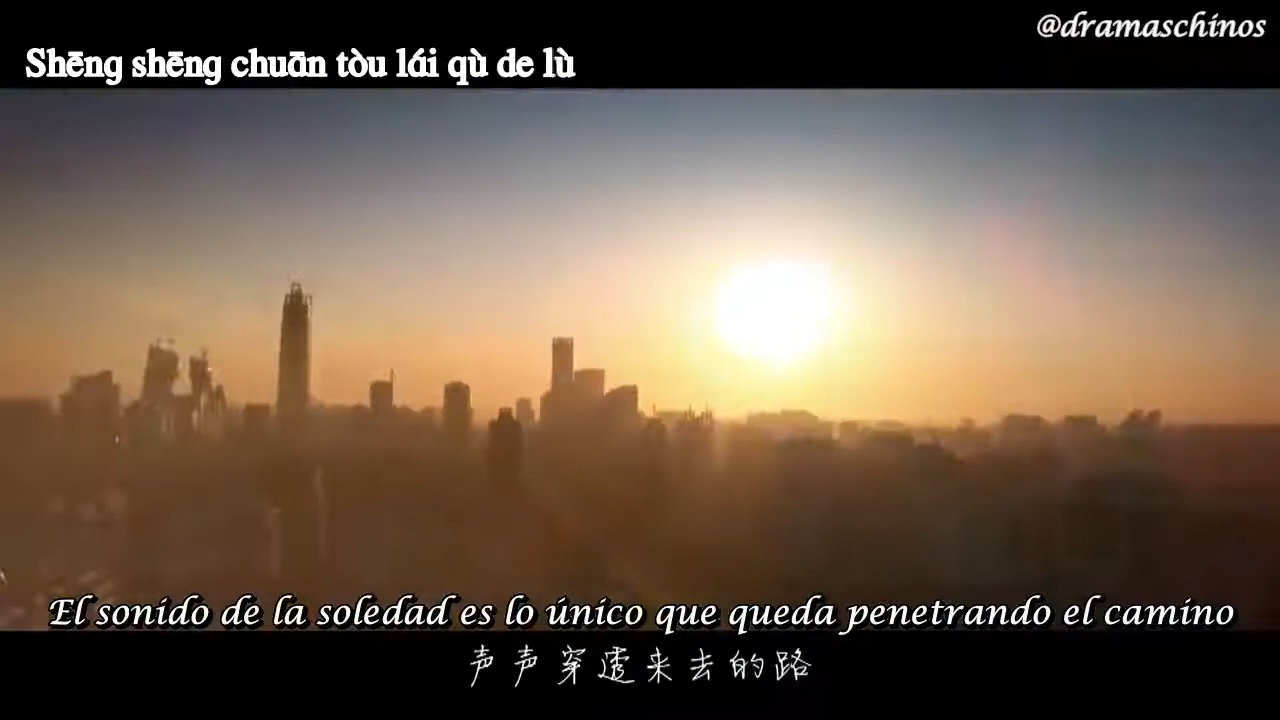 @dramaschinos
Shēng shēng chuān tòu lái qù de lù
El sonido de la soledad es lo único que queda penetrando el camino
声声穿透来去的路